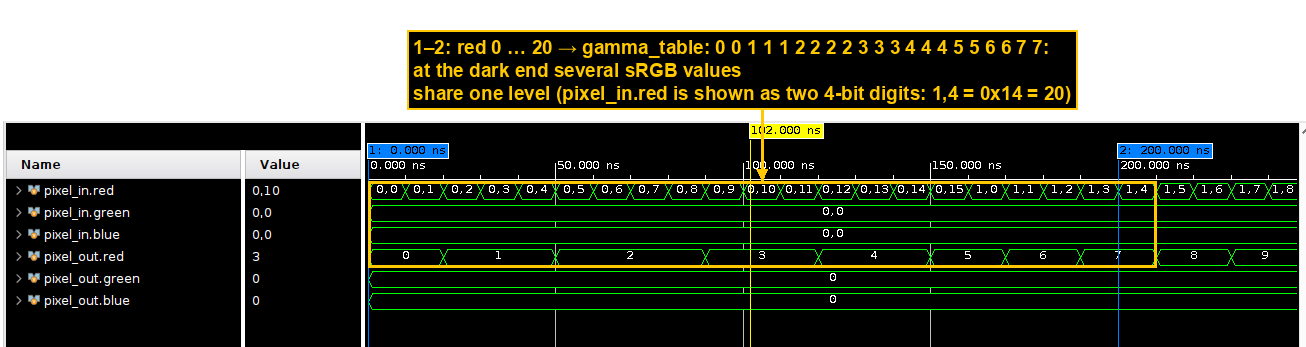 1–2: red 0 … 20 → gamma_table: 0 0 1 1 1 2 2 2 2 3 3 3 4 4 4 5 5 6 6 7 7:
at the dark end several sRGB values
share one level (pixel_in.red is shown as two 4-bit digits: 1,4 = 0x14 = 20)
102.000 ns
1: 0.000 ns 2: 200.000 ns
Name Value 0.000 ns 50.000 ns 100.000 ns 150.000 ns 200.000 ns
pixel_in.red 0,10 0,0 0,1 0,2 0,3 0,4 0,5 0,6 0,7 0,8 0,9 0,10 0,11 0,12 0,13 0,14 0,15 1,0 1,1 1,2 1,3 1,4 1,5 1,6 1,7 1,8
pixel_in.green 0,0 0,0
pixel_in.blue 0,0 0,0
pixel_out.red 3 0 1 2 3 4 5 6 7 8 9
pixel_out.green 0 0
pixel_out.blue 0 0